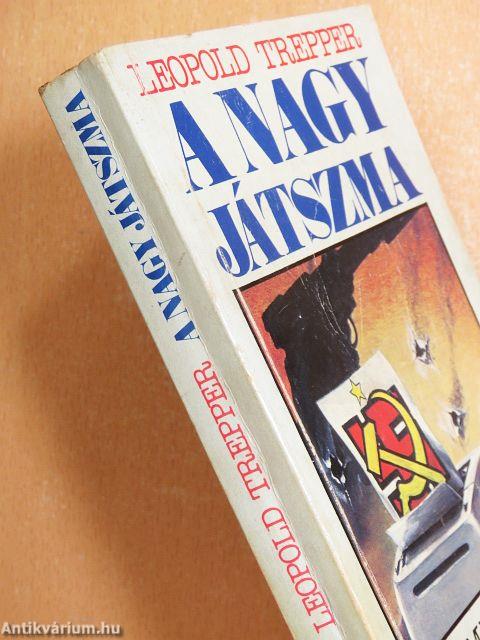 LEOPOLD TREPPER
A NAGY
JÁTSZMA
LEOPOLD TREPPER
A NAGY JÁTSZMA
Antikvárium.hu